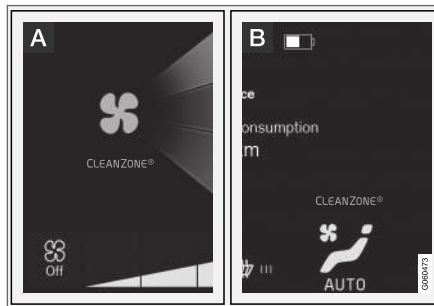 A
CLEANZONE®
Off
B
ce
onsumption
m
CLEANZONE®
AUTO
G060473